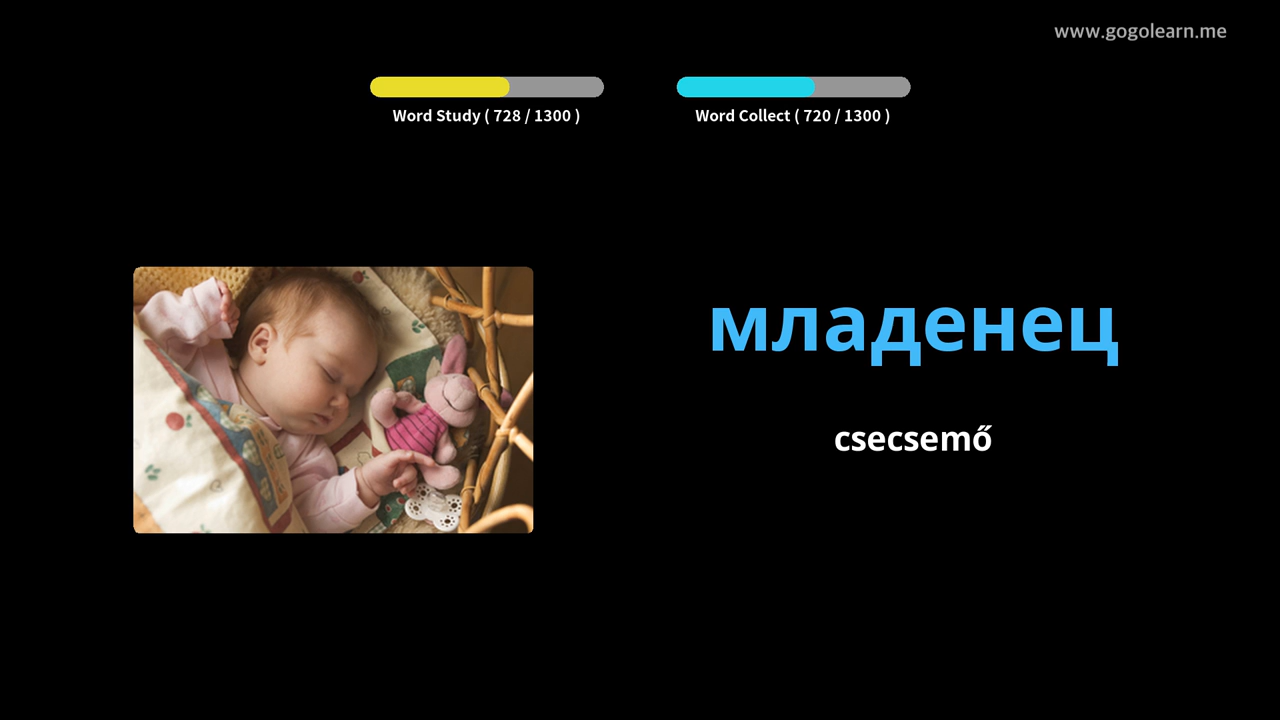 www.gogolearn.me
Word Study ( 728 / 1300 )
Word Collect ( 720 / 1300 )
младенец
csecsemő